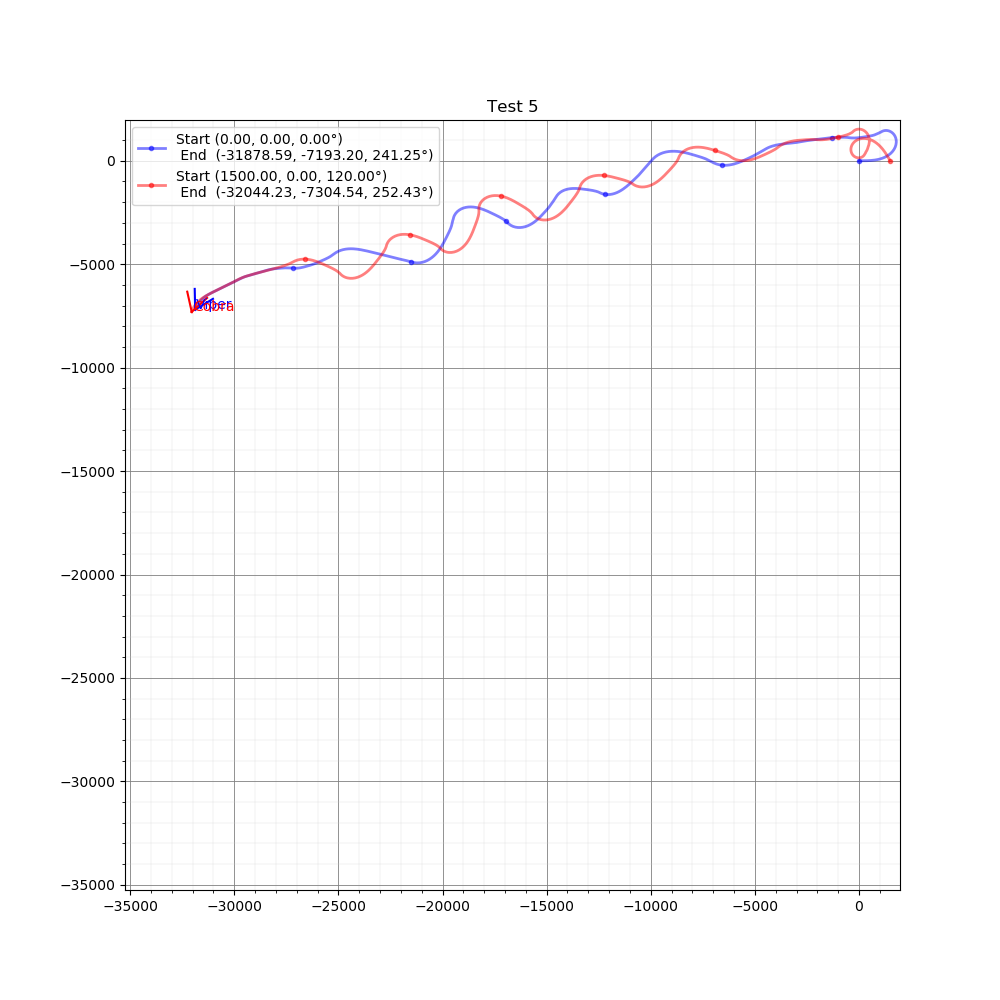 Test 5
Start (0.00, 0.00, 0.00°)
End (-31878.59, -7193.20, 241.25°)
Start (1500.00, 0.00, 120.00°)
End (-32044.23, -7304.54, 252.43°)
0
−5000
−10000
−15000
−20000
−25000
−30000
−35000
−35000 −30000 −25000 −20000 −15000 −10000 −5000 0